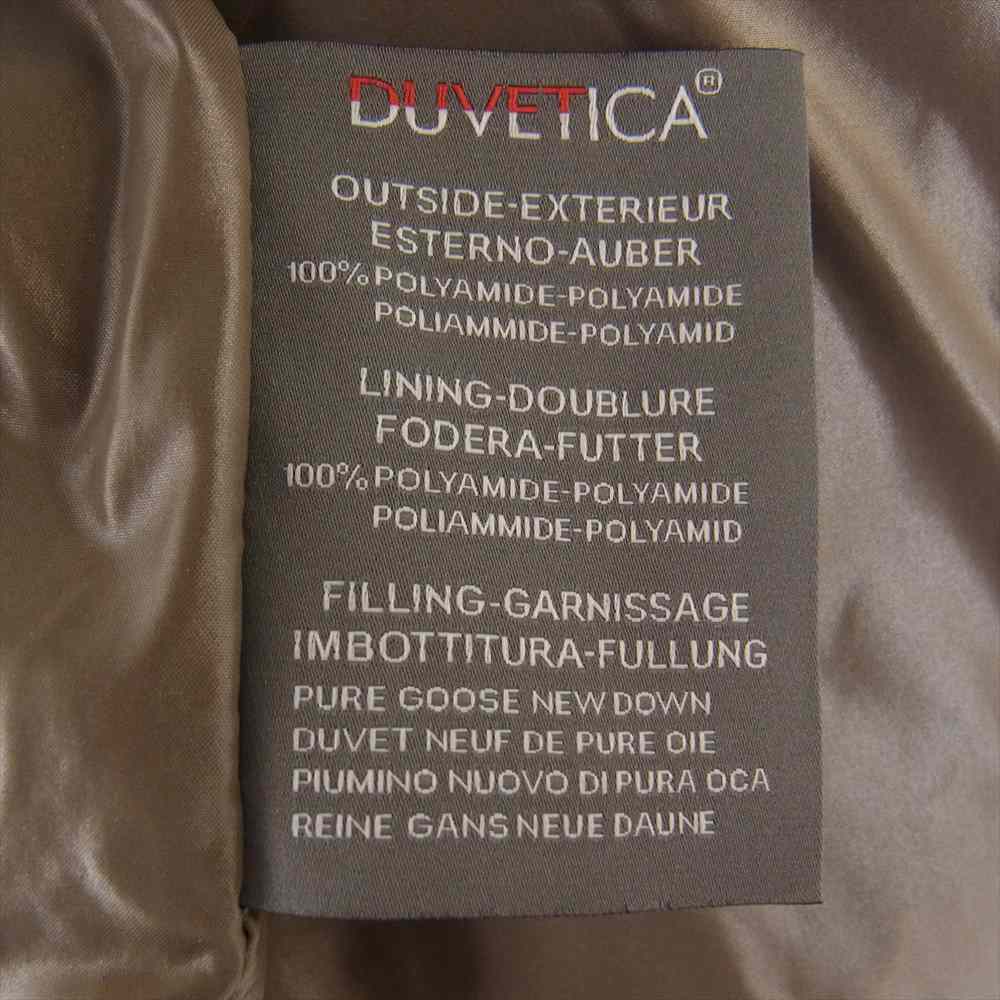 DUVETICA®
OUTSIDE-EXTERIEUR
ESTERNO-AUBER
100% POLYAMIDE-POLYAMIDE
POLIAMMIDE-POLYAMID
LINING-DOUBLURE
FODERA-FUTTER
100% POLYAMIDE-POLYAMIDE
POLIAMMIDE-POLYAMID
FILLING-GARNISSAGE
IMBOTTITURA-FULLUNG
PURE GOOSE NEW DOWN
DUVET NEUF DE PURE OIE
PIUMINO NUOVO DI PURA OCA
REINE GANS NEUE DAUNE